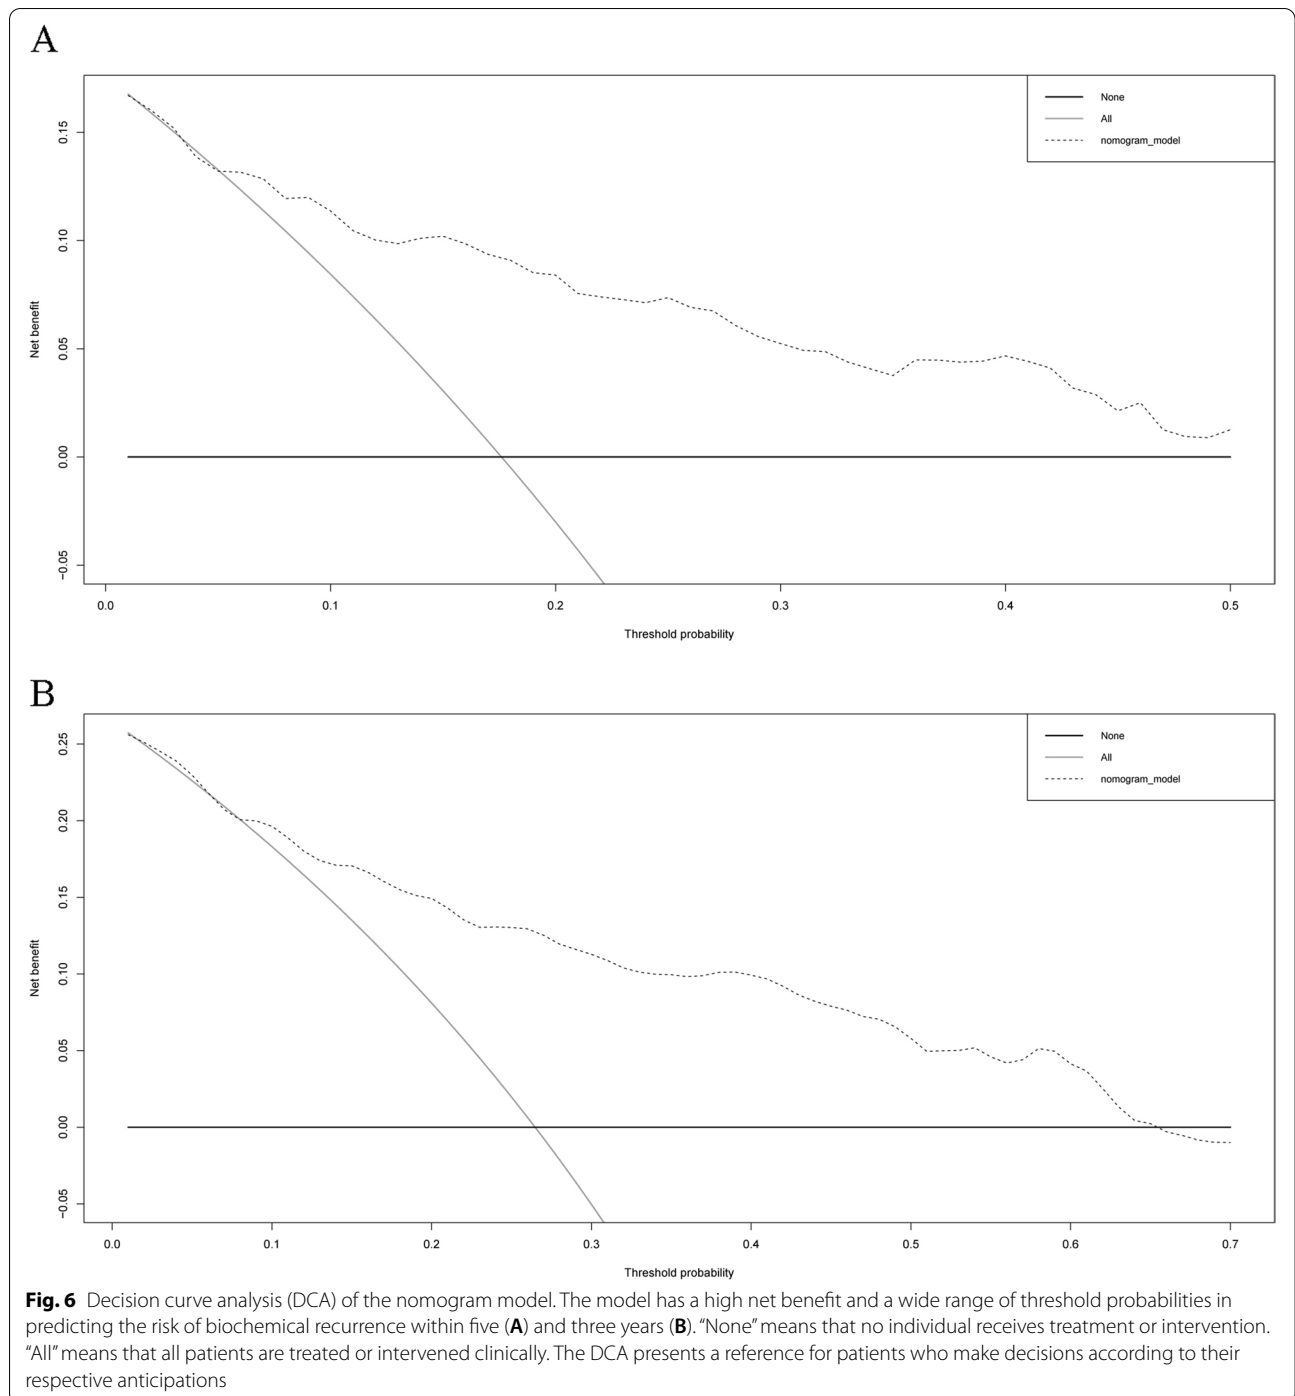 A
None
All
nomogram_model
0.15
0.10
0.05
0.00
−0.05
Net benefit
0.0 0.1 0.2 0.3 0.4 0.5
Threshold probability
B
None
All
nomogram_model
0.25
0.20
0.15
0.10
0.05
0.00
−0.05
Net benefit
0.0 0.1 0.2 0.3 0.4 0.5 0.6 0.7
Threshold probability
Fig. 6 Decision curve analysis (DCA) of the nomogram model. The model has a high net benefit and a wide range of threshold probabilities in
predicting the risk of biochemical recurrence within five (A) and three years (B). “None” means that no individual receives treatment or intervention.
“All” means that all patients are treated or intervened clinically. The DCA presents a reference for patients who make decisions according to their
respective anticipations